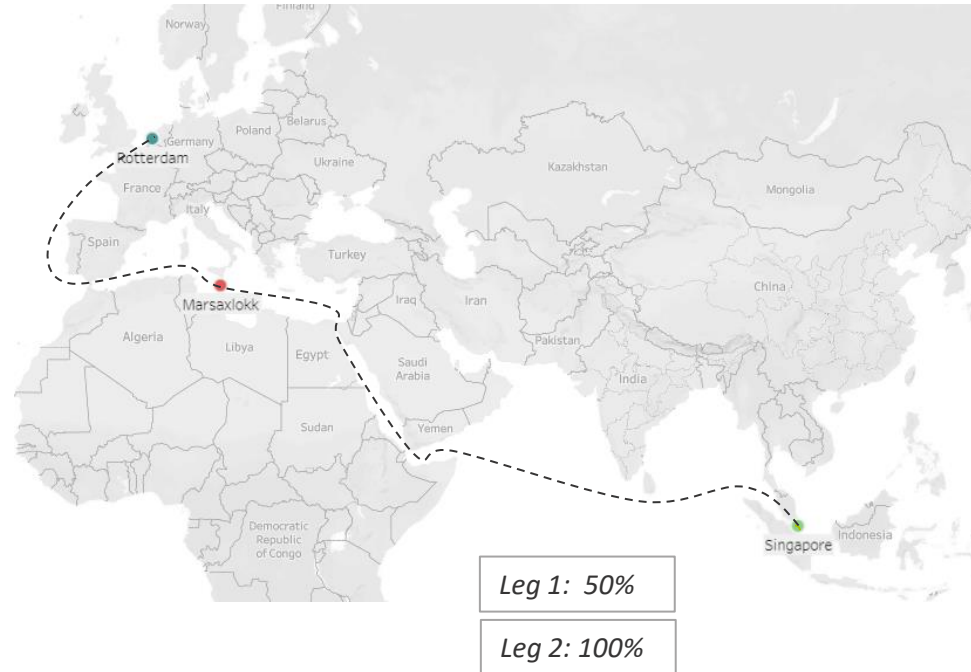 Finland
Norway
Belarus
Poland
Germany
Rotterdam
Ukraine
Kazakhstan
France
Mongolia
Italy
Spain
Turkey
China
Iraq
Iran
Marsaxlokk
Algeria
Libya
Egypt
Pakistan
Saudi
Arabia
India
Sudan
Yemen
Democratic
Republic
of Congo
Indonesia
Singapore
Leg 1: 50%
Leg 2: 100%